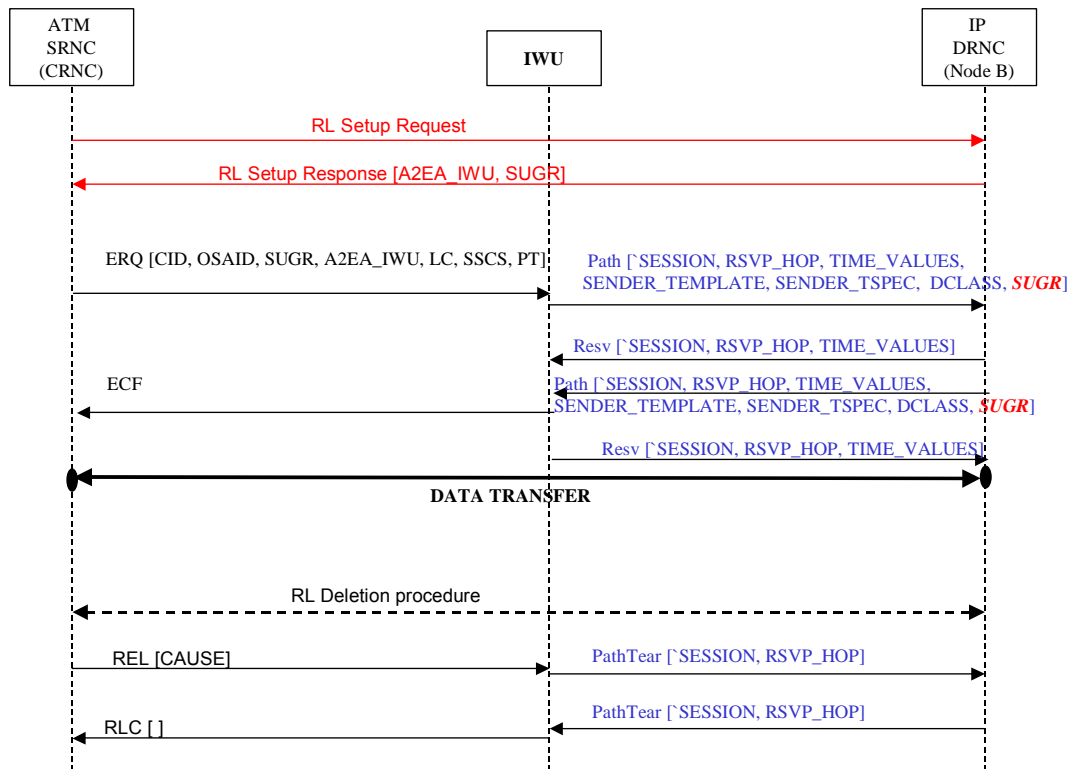 ATM
SRNC
(CRNC)
IWU
IP
DRNC
(Node B)
RL Setup Request
RL Setup Response [A2EA_IWU, SUGR]
ERQ [CID, OSAID, SUGR, A2EA_IWU, LC, SSCS, PT]
Path [`SESSION, RSVP_HOP, TIME_VALUES,
SENDER_TEMPLATE, SENDER_TSPEC, DCLASS, SUGR]
Resv [`SESSION, RSVP_HOP, TIME_VALUES]
ECF
Path [`SESSION, RSVP_HOP, TIME_VALUES,
SENDER_TEMPLATE, SENDER_TSPEC, DCLASS, SUGR]
Resv [`SESSION, RSVP_HOP, TIME_VALUES]
DATA TRANSFER
RL Deletion procedure
REL [CAUSE]
PathTear [`SESSION, RSVP_HOP]
PathTear [`SESSION, RSVP_HOP]
RLC [ ]